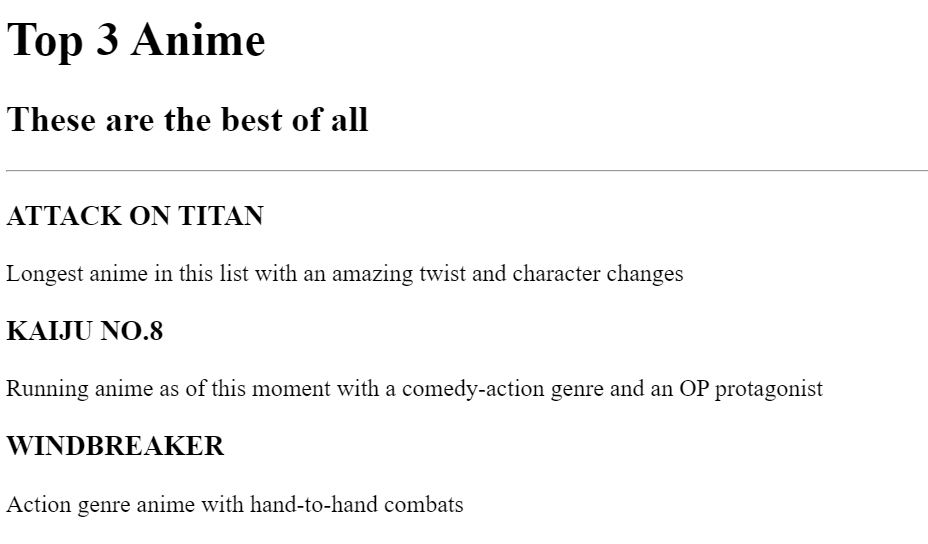 Top 3 Anime
These are the best of all
ATTACK ON TITAN
Longest anime in this list with an amazing twist and character changes
KAIJU NO.8
Running anime as of this moment with a comedy-action genre and an OP protagonist
WINDBREAKER
Action genre anime with hand-to-hand combats